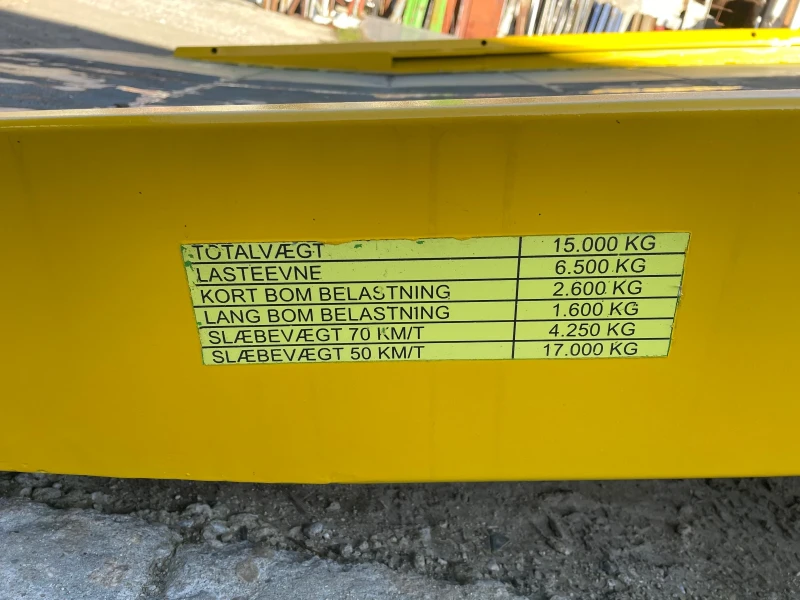 TOTALVÆGT 15.000 KG
LASTEEVNE 6.500 KG
KORT BOM BELASTNING 2.600 KG
LANG BOM BELASTNING 1.600 KG
SLÆBEVÆGT 70 KM/T 4.250 KG
SLÆBEVÆGT 50 KM/T 17.000 KG